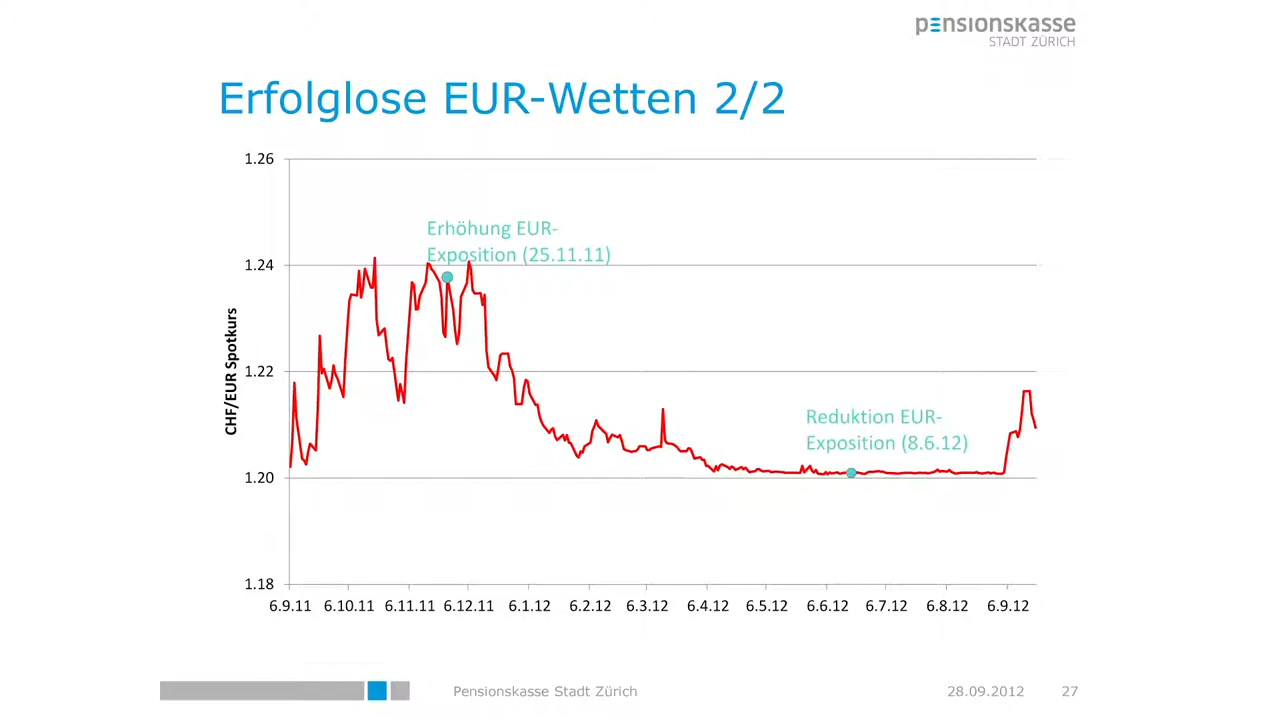 pensionskasse
STADT ZÜRICH
Erfolglose EUR-Wetten 2/2
1.26
1.24
1.22
1.20
1.18
CHF/EUR Spotkurs
Erhöhung EUR-
Exposition (25.11.11)
Reduktion EUR-
Exposition (8.6.12)
6.9.11 6.10.11 6.11.11 6.12.11 6.1.12 6.2.12 6.3.12 6.4.12 6.5.12 6.6.12 6.7.12 6.8.12 6.9.12
Pensionskasse Stadt Zürich 28.09.2012 27